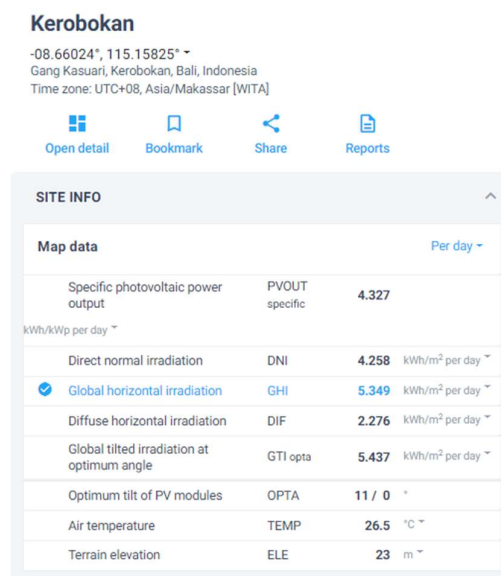 Kerobokan
-08.66024°, 115.15825°
Gang Kasuari, Kerobokan, Bali, Indonesia
Time zone: UTC+08, Asia/Makassar [WITA]
Open detail Bookmark Share Reports
SITE INFO
Map data Per day
Specific photovoltaic power output PVOUT specific 4.327
kWh/kWp per day
Direct normal irradiation DNI 4.258 kWh/m² per day
Global horizontal irradiation GHI 5.349 kWh/m² per day
Diffuse horizontal irradiation DIF 2.276 kWh/m² per day
Global tilted irradiation at optimum angle GTI opta 5.437 kWh/m² per day
Optimum tilt of PV modules OPTA 11 / 0 °
Air temperature TEMP 26.5 °C
Terrain elevation ELE 23 m